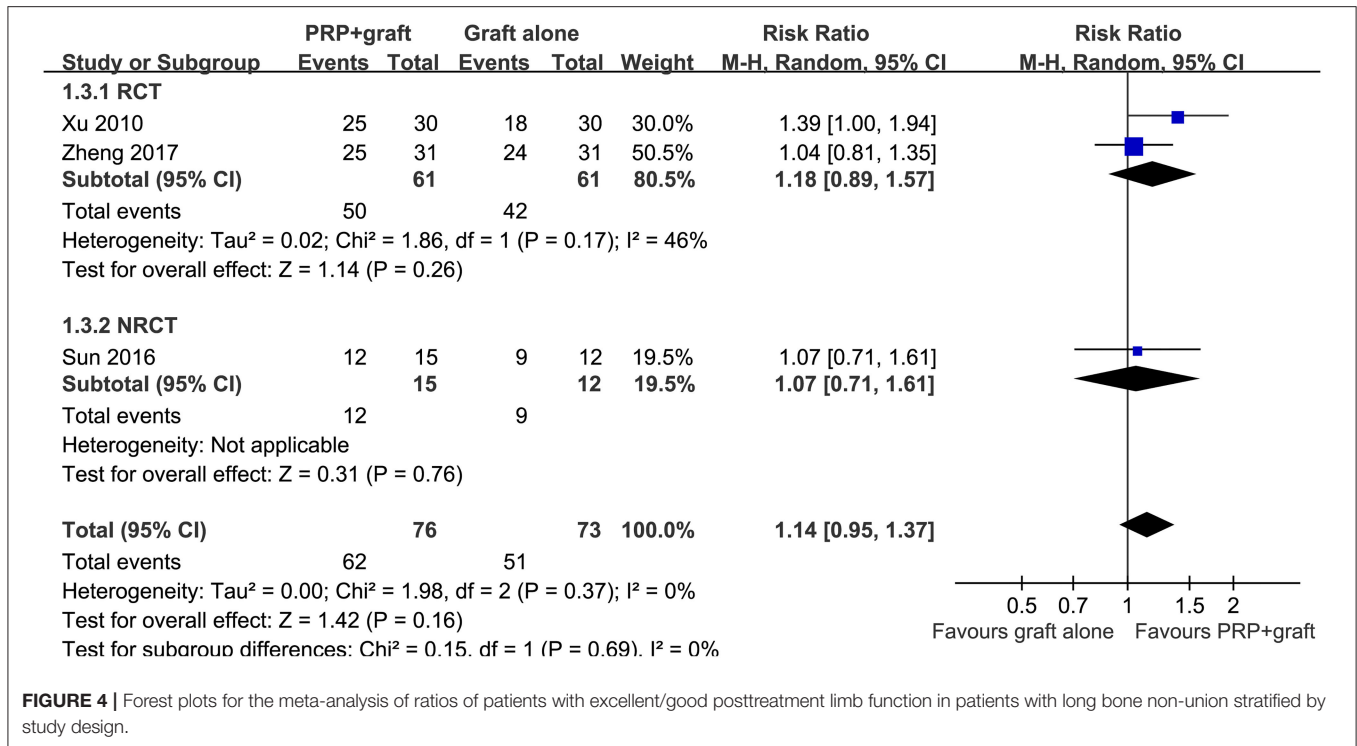 PRP+graft Graft alone Risk Ratio Risk Ratio
Study or Subgroup Events Total Events Total Weight M-H, Random, 95% CI M-H, Random, 95% CI
1.3.1 RCT
Xu 2010 25 30 18 30 30.0% 1.39 [1.00, 1.94]
Zheng 2017 25 31 24 31 50.5% 1.04 [0.81, 1.35]
Subtotal (95% CI) 61 61 80.5% 1.18 [0.89, 1.57]
Total events 50 42
Heterogeneity: Tau² = 0.02; Chi² = 1.86, df = 1 (P = 0.17); I² = 46%
Test for overall effect: Z = 1.14 (P = 0.26)
1.3.2 NRCT
Sun 2016 12 15 9 12 19.5% 1.07 [0.71, 1.61]
Subtotal (95% CI) 15 12 19.5% 1.07 [0.71, 1.61]
Total events 12 9
Heterogeneity: Not applicable
Test for overall effect: Z = 0.31 (P = 0.76)
Total (95% CI) 76 73 100.0% 1.14 [0.95, 1.37]
Total events 62 51
Heterogeneity: Tau² = 0.00; Chi² = 1.98, df = 2 (P = 0.37); I² = 0%
Test for overall effect: Z = 1.42 (P = 0.16)
Test for subgroup differences: Chi² = 0.15, df = 1 (P = 0.69), I² = 0%
0.5 0.7 1 1.5 2
Favours graft alone Favours PRP+graft
FIGURE 4 | Forest plots for the meta-analysis of ratios of patients with excellent/good posttreatment limb function in patients with long bone non-union stratified by
study design.